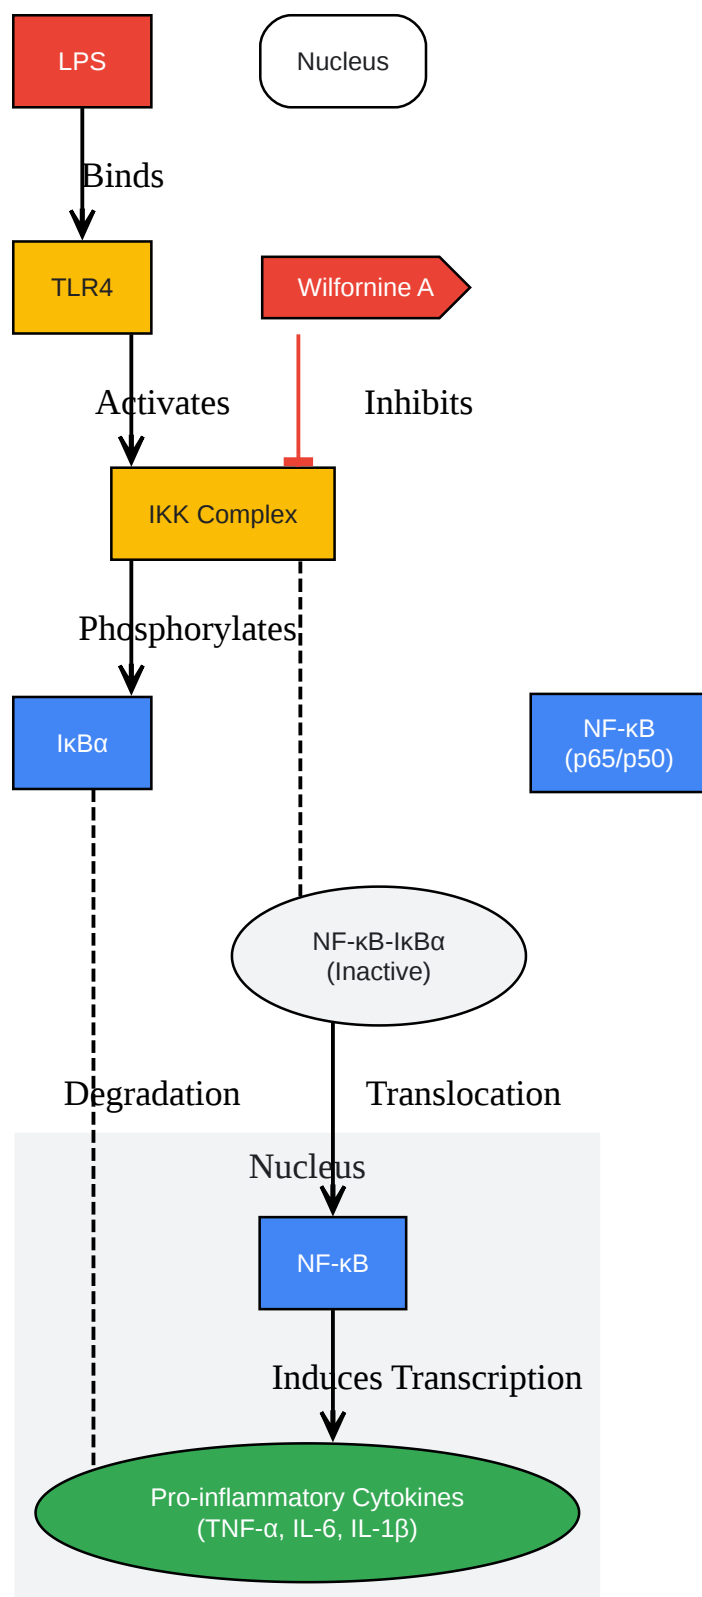 LPS
Nucleus
Binds
TLR4
Wilfornine A
Activates
Inhibits
IKK Complex
Phosphorylates
IκBα
NF-κB
(p65/p50)
NF-κB-IκBα
(Inactive)
Degradation
Translocation
Nucleus
NF-κB
Induces Transcription
Pro-inflammatory Cytokines
(TNF-α, IL-6, IL-1β)